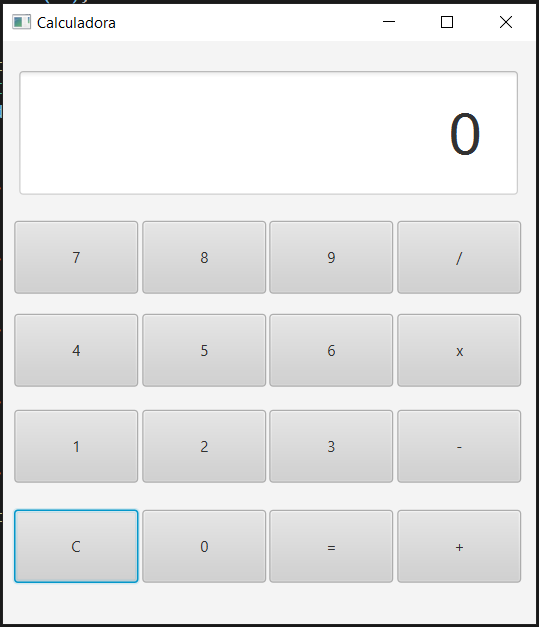 Calculadora
0
7 8 9 /
4 5 6 x
1 2 3 -
C 0 = +